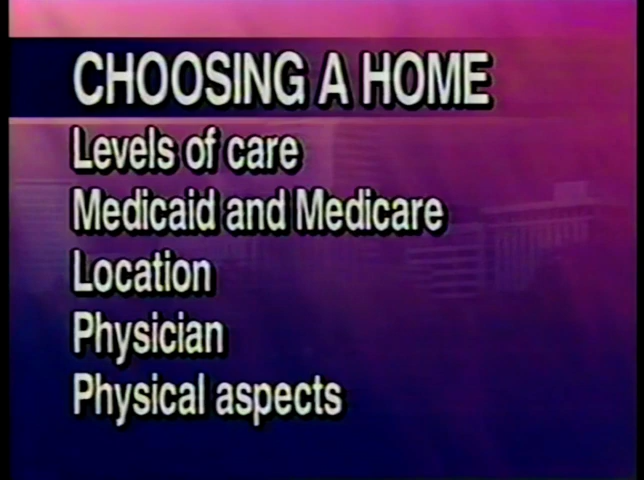 CHOOSING A HOME
Levels of care
Medicaid and Medicare
Location
Physician
Physical aspects